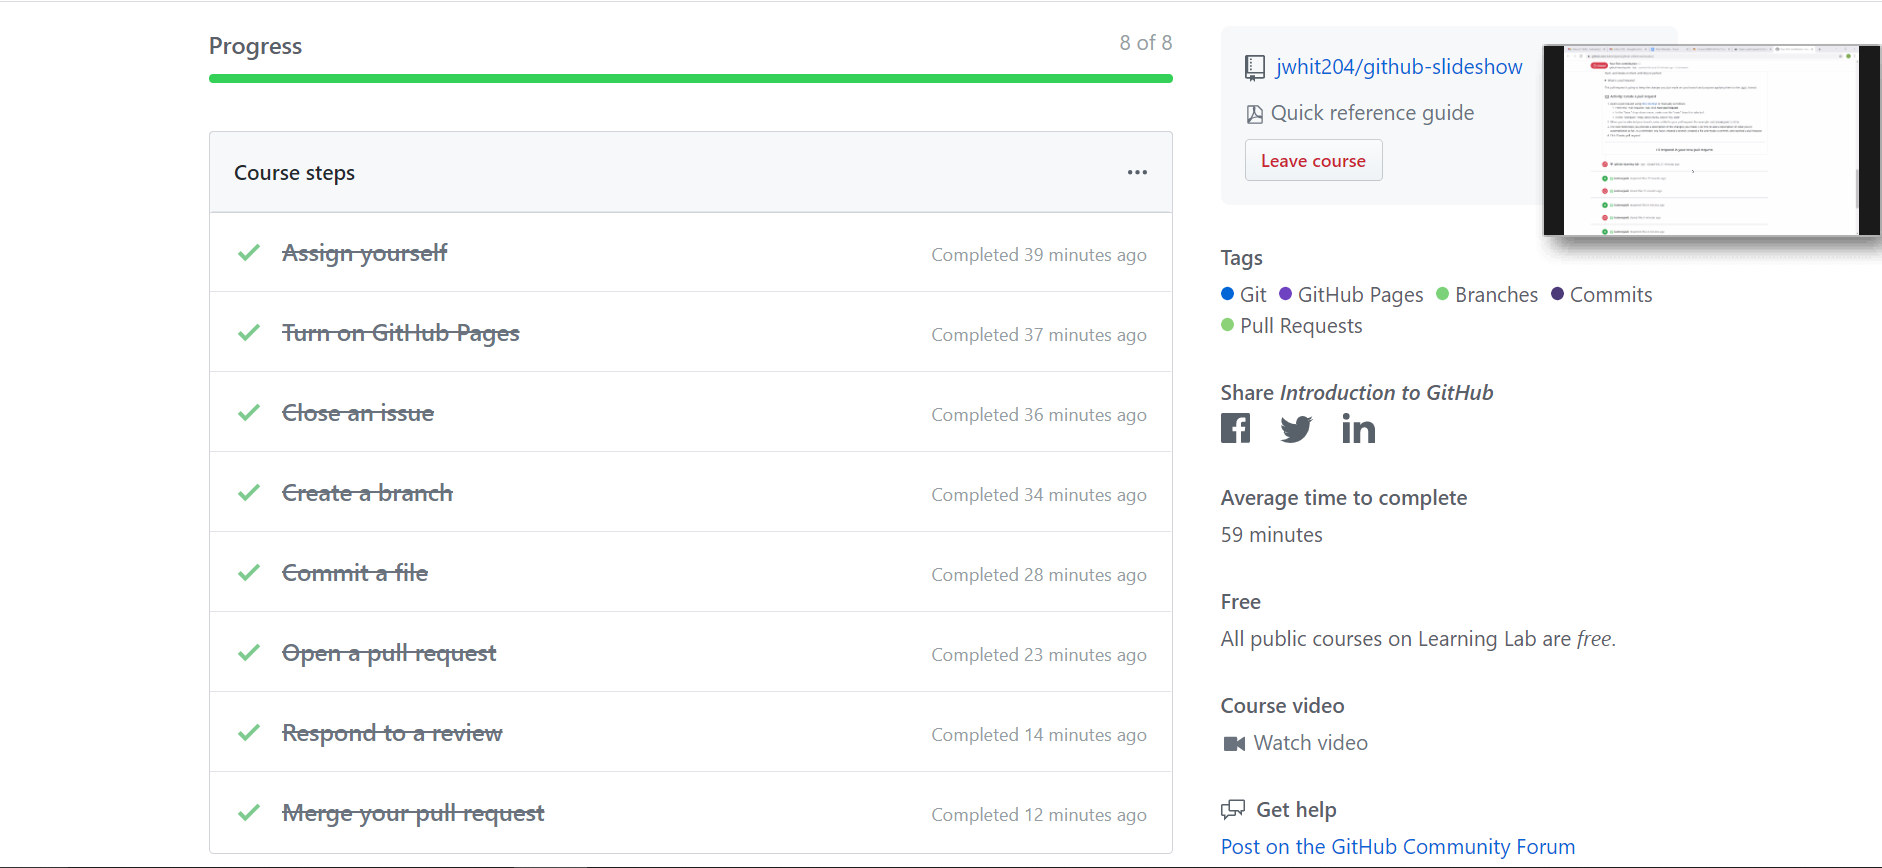 Progress
8 of 8
Course steps
Assign yourself
Completed 39 minutes ago
Turn on GitHub Pages
Completed 37 minutes ago
Close an issue
Completed 36 minutes ago
Create a branch
Completed 34 minutes ago
Commit a file
Completed 28 minutes ago
Open a pull request
Completed 23 minutes ago
Respond to a review
Completed 14 minutes ago
Merge your pull request
Completed 12 minutes ago
jwhit204/github-slideshow
Quick reference guide
Leave course
Tags
Git GitHub Pages Branches Commits
Pull Requests
Share Introduction to GitHub
Average time to complete
59 minutes
Free
All public courses on Learning Lab are free.
Course video
Watch video
Get help
Post on the GitHub Community Forum